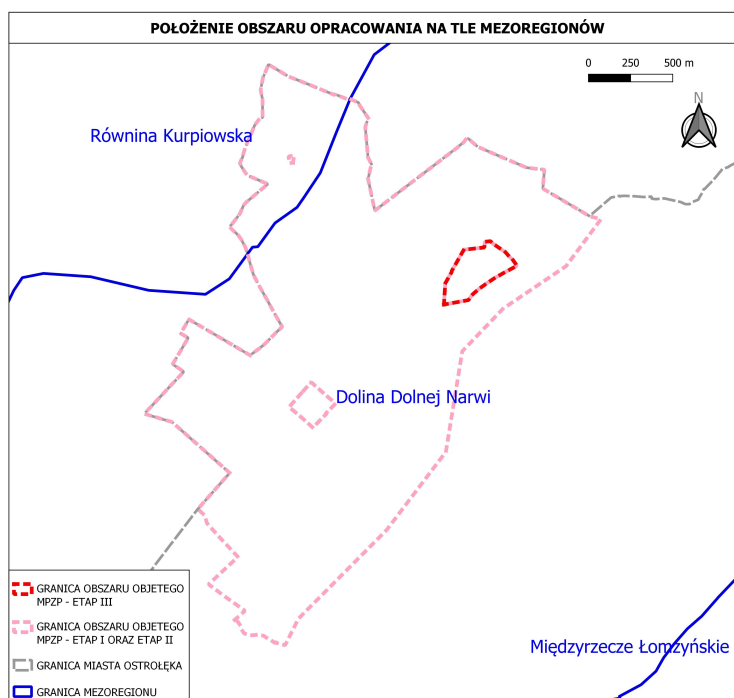 POŁOŻENIE OBSZARU OPRACOWANIA NA TLE MEZOREGIONÓW
0 250 500 m
N
Równina Kurpiowska
Dolina Dolnej Narwi
Międzyrzecze Łomżyńskie
GRANICA OBSZARU OBJETEGO
MPZP - ETAP III
GRANICA OBSZARU OBJETEGO
MPZP - ETAP I ORAZ ETAP II
GRANICA MIASTA OSTROŁĘKA
GRANICA MEZOREGIONU